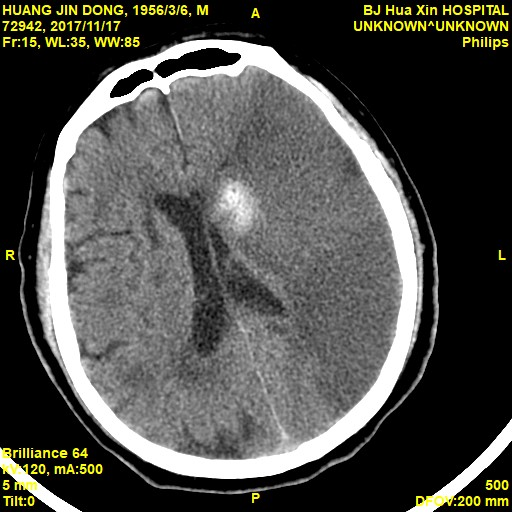 HUANG JIN DONG, 1956/3/6, M
72942, 2017/11/17
Fr:15, WL:35, WW:85
A
BJ Hua Xin HOSPITAL
UNKNOWN^UNKNOWN
Philips
R
L
Brilliance 64
kV:120, mA:500
5 mm
Tilt:0
P
500
DFOV:200 mm